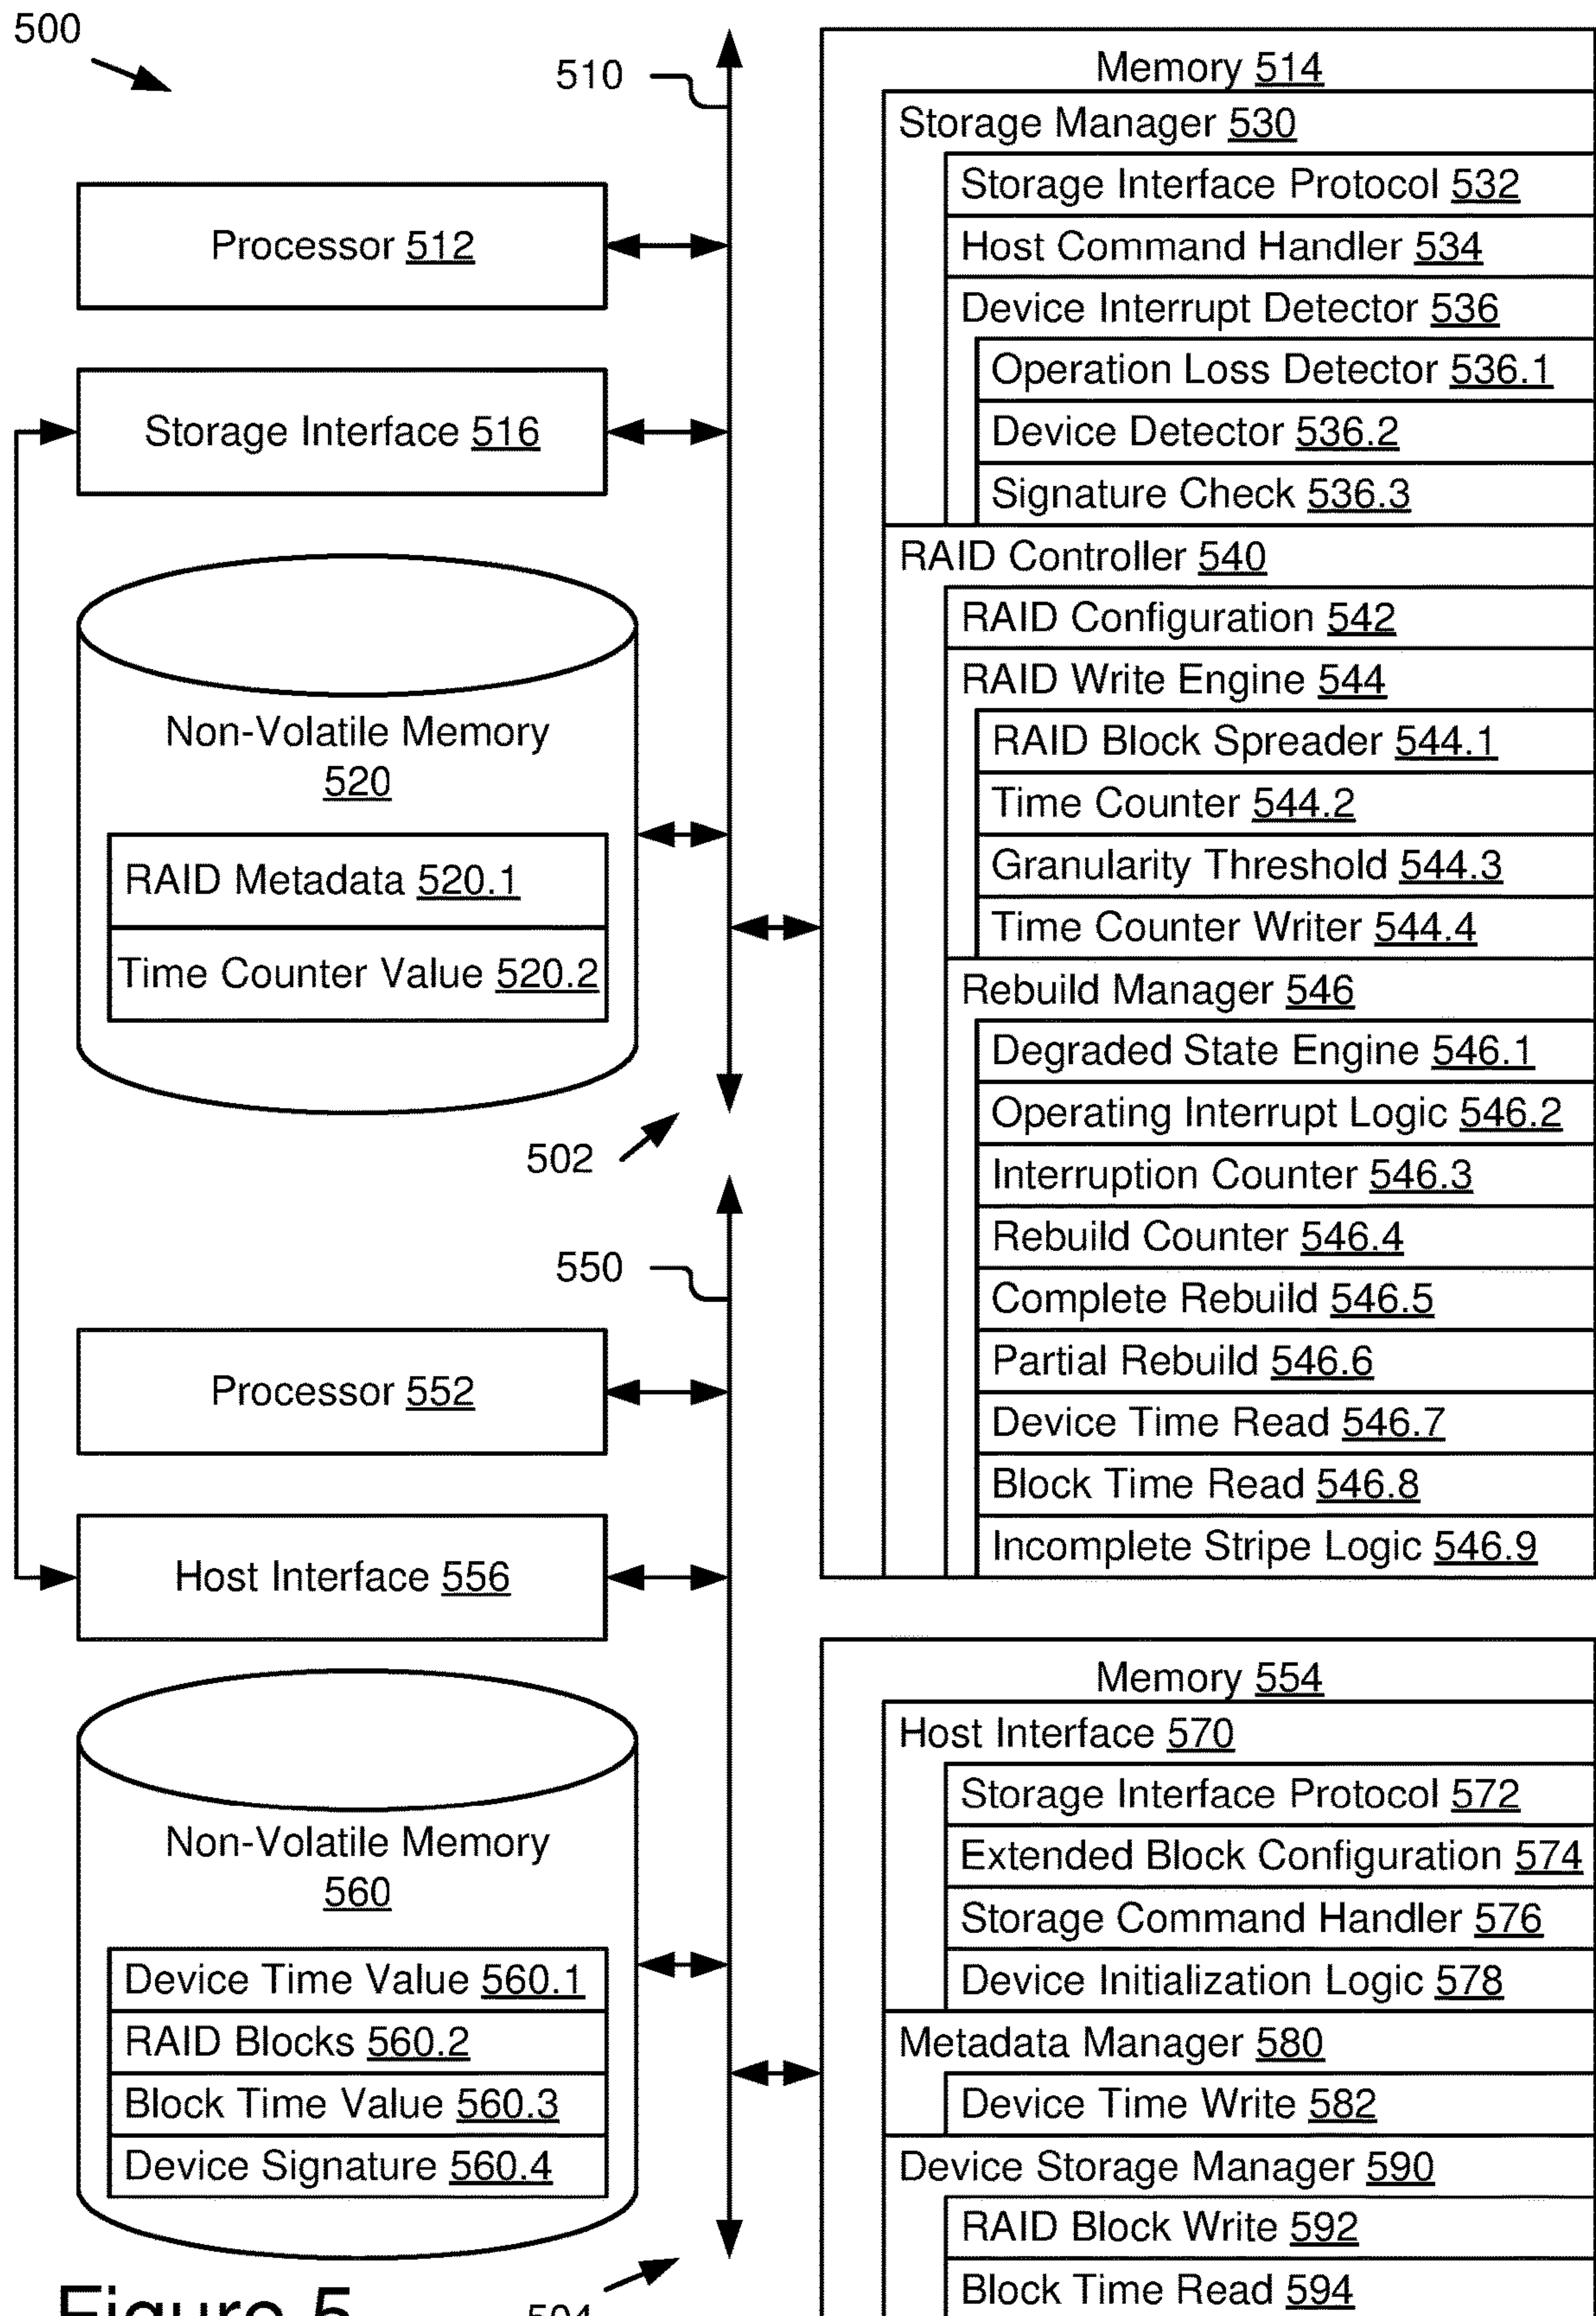 500
510
Processor 512
Storage Interface 516
Non-Volatile Memory
520
RAID Metadata 520.1
Time Counter Value 520.2
502
550
Processor 552
Host Interface 556
Non-Volatile Memory
560
Device Time Value 560.1
RAID Blocks 560.2
Block Time Value 560.3
Device Signature 560.4
504
Figure 5
Memory 514
Storage Manager 530
Storage Interface Protocol 532
Host Command Handler 534
Device Interrupt Detector 536
Operation Loss Detector 536.1
Device Detector 536.2
Signature Check 536.3
RAID Controller 540
RAID Configuration 542
RAID Write Engine 544
RAID Block Spreader 544.1
Time Counter 544.2
Granularity Threshold 544.3
Time Counter Writer 544.4
Rebuild Manager 546
Degraded State Engine 546.1
Operating Interrupt Logic 546.2
Interruption Counter 546.3
Rebuild Counter 546.4
Complete Rebuild 546.5
Partial Rebuild 546.6
Device Time Read 546.7
Block Time Read 546.8
Incomplete Stripe Logic 546.9
Memory 554
Host Interface 570
Storage Interface Protocol 572
Extended Block Configuration 574
Storage Command Handler 576
Device Initialization Logic 578
Metadata Manager 580
Device Time Write 582
Device Storage Manager 590
RAID Block Write 592
Block Time Read 594